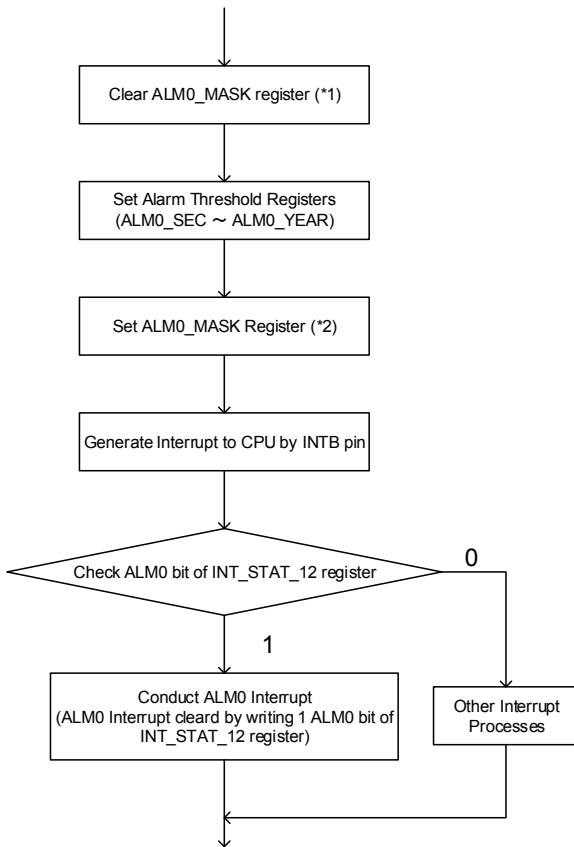 Clear ALM0_MASK register (*1)
Set Alarm Threshold Registers
(ALM0_SEC ～ ALM0_YEAR)
Set ALM0_MASK Register (*2)
Generate Interrupt to CPU by INTB pin
Check ALM0 bit of INT_STAT_12 register
0
1
Conduct ALM0 Interrupt
(ALM0 Interrupt cleard by writing 1 ALM0 bit of
INT_STAT_12 register)
Other Interrupt
Processes